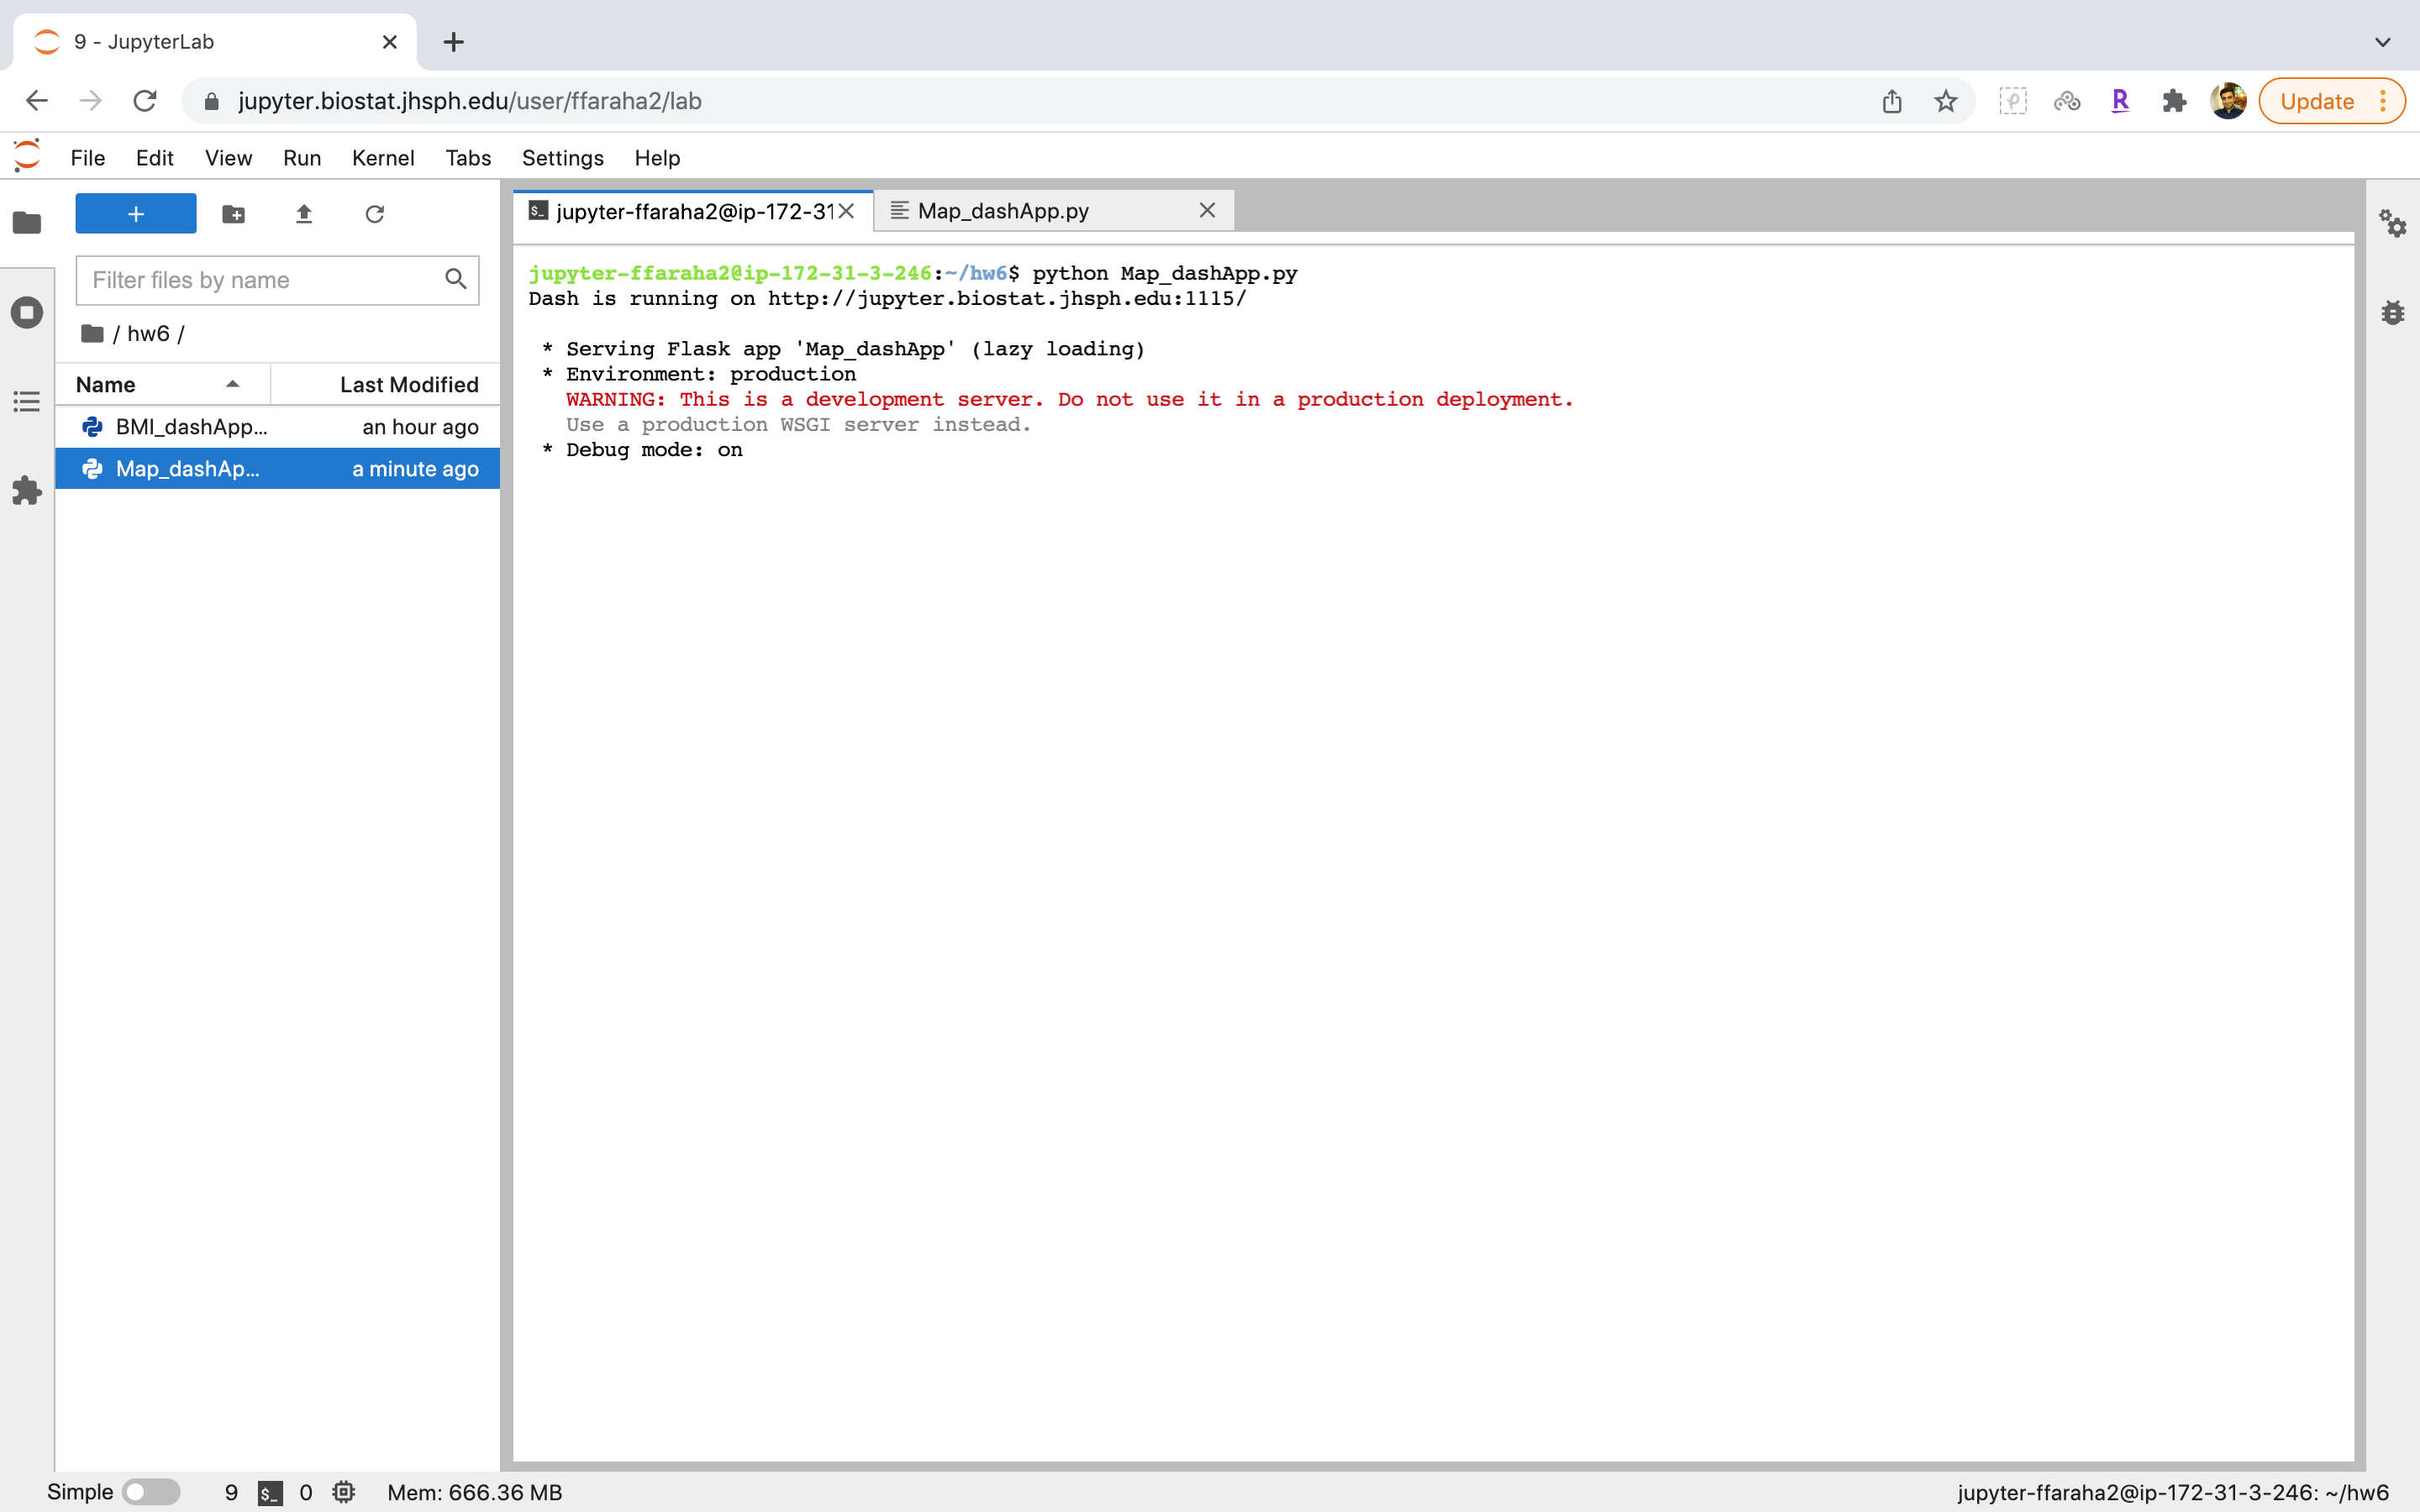 9 - JupyterLab
jupyter.biostat.jhsph.edu/user/ffaraha2/lab
R
Update
File Edit View Run Kernel Tabs Settings Help
+
Filter files by name
/ hw6 /
Name Last Modified
BMI_dashApp... an hour ago
Map_dashAp... a minute ago
$_ jupyter-ffaraha2@ip-172-31
Map_dashApp.py
jupyter-ffaraha2@ip-172-31-3-246:~/hw6$ python Map_dashApp.py
Dash is running on http://jupyter.biostat.jhsph.edu:1115/
* Serving Flask app 'Map_dashApp' (lazy loading)
* Environment: production
WARNING: This is a development server. Do not use it in a production deployment.
Use a production WSGI server instead.
* Debug mode: on
Simple 9 $_ 0 Mem: 666.36 MB
jupyter-ffaraha2@ip-172-31-3-246: ~/hw6